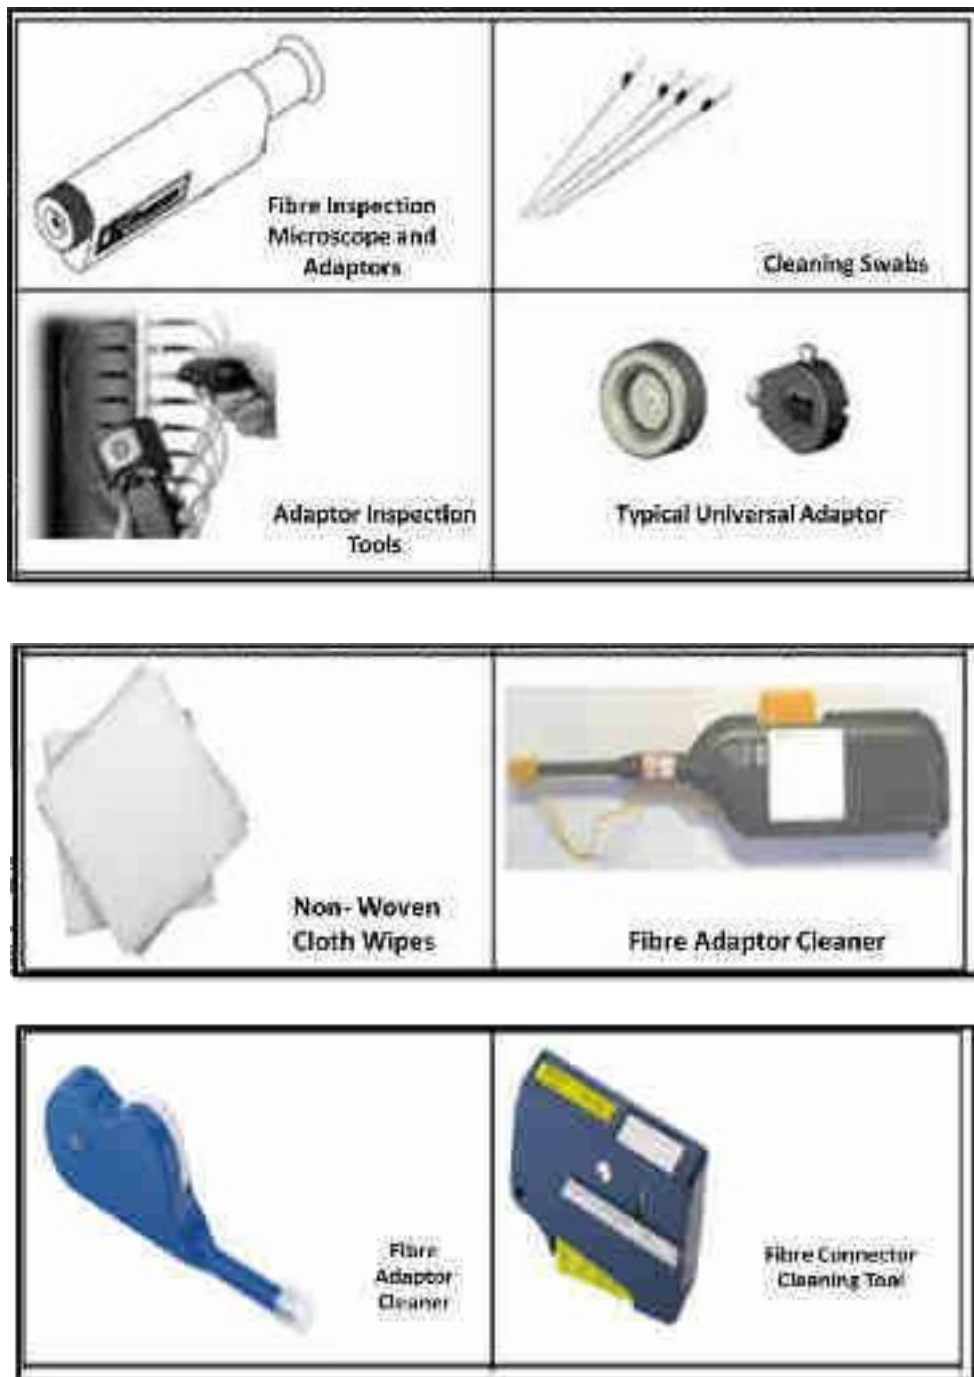 Fibre Inspection
Microscope and
Adaptors
Cleaning Swabs
Adaptor Inspection
Tools
Typical Universal Adaptor
Non- Woven
Cloth Wipes
Fibre Adaptor Cleaner
Fibre
Adaptor
Cleaner
Fibre Connector
Cleaning Tool